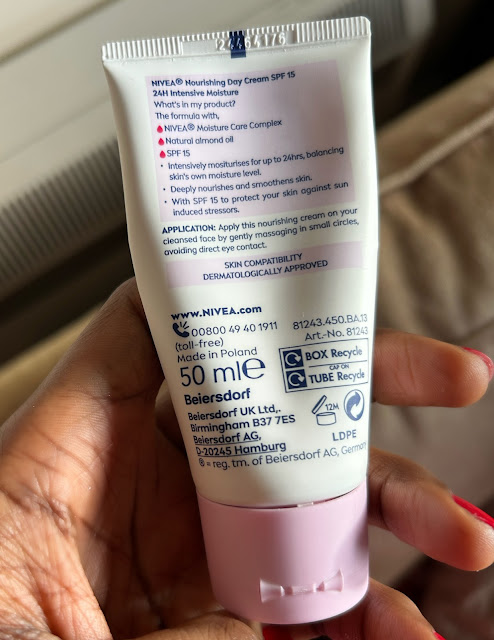 24464176
NIVEA® Nourishing Day Cream SPF 15
24H Intensive Moisture
What's in my product?
The formula with,
NIVEA® Moisture Care Complex
Natural almond oil
SPF 15
• Intensively mositurises for up to 24hrs, balancing
skin's own moisture level.
• Deeply nourishes and smoothens skin.
• With SPF 15 to protect your skin against sun
induced stressors.
APPLICATION: Apply this nourishing cream on your
cleansed face by gently massaging in small circles,
avoiding direct eye contact.
SKIN COMPATIBILITY
DERMATOLOGICALLY APPROVED
www.NIVEA.com
00800 49 40 1911
(toll-free)
Made in Poland
81243.450.BA.13
Art.-No. 81243
50 ml℮
BOX Recycle
CAP ON
TUBE Recycle
Beiersdorf
Beiersdorf UK Ltd,.
Birmingham B37 7ES
Beiersdorf AG,
D-20245 Hamburg
12M
LDPE
® = reg. tm. of Beiersdorf AG, Germany